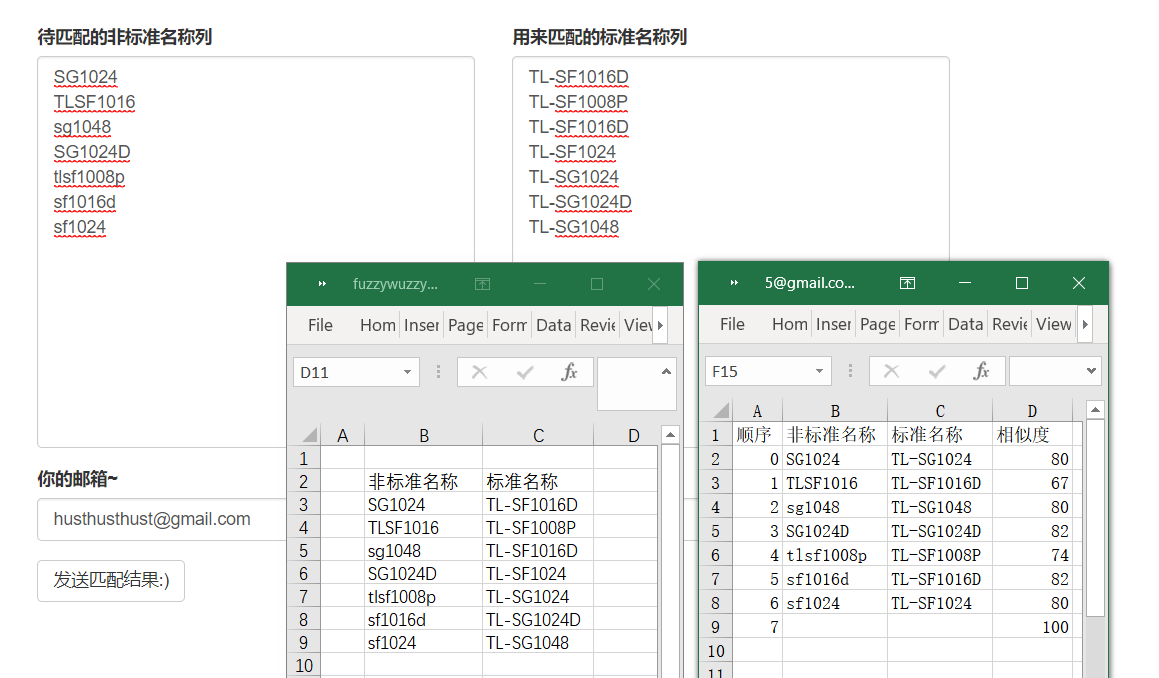 待匹配的非标准名称列
SG1024
TLSF1016
sg1048
SG1024D
tlsf1008p
sf1016d
sf1024
用来匹配的标准名称列
TL-SF1016D
TL-SF1008P
TL-SF1016D
TL-SF1024
TL-SG1024
TL-SG1024D
TL-SG1048
你的邮箱~
husthusthust@gmail.com
发送匹配结果:)
fuzzywuzzy...
File Hom Inser Page Form Data Revie Viev
D11 fx
A B C D
1
2 非标准名称 标准名称
3 SG1024 TL-SF1016D
4 TLSF1016 TL-SF1008P
5 sg1048 TL-SF1016D
6 SG1024D TL-SF1024
7 tlsf1008p TL-SG1024
8 sf1016d TL-SG1024D
9 sf1024 TL-SG1048
10
5@gmail.co...
File Hom Inser Page Form Data Revie View
F15 fx
A B C D
1 顺序 非标准名称 标准名称 相似度
2 0 SG1024 TL-SG1024 80
3 1 TLSF1016 TL-SF1016D 67
4 2 sg1048 TL-SG1048 80
5 3 SG1024D TL-SG1024D 82
6 4 tlsf1008p TL-SF1008P 74
7 5 sf1016d TL-SF1016D 82
8 6 sf1024 TL-SF1024 80
9 7 100
10
11